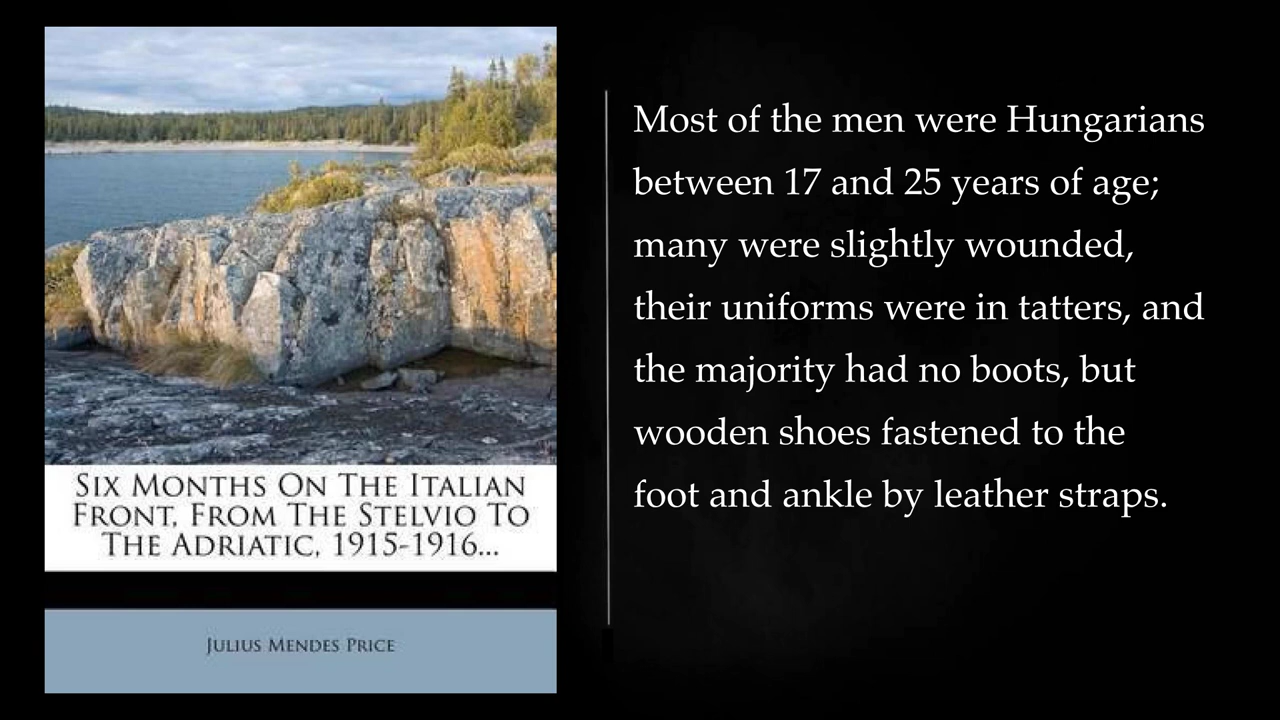 Six Months On The Italian
Front, From The Stelvio To
The Adriatic, 1915-1916...
Julius Mendes Price
Most of the men were Hungarians
between 17 and 25 years of age;
many were slightly wounded,
their uniforms were in tatters, and
the majority had no boots, but
wooden shoes fastened to the
foot and ankle by leather straps.